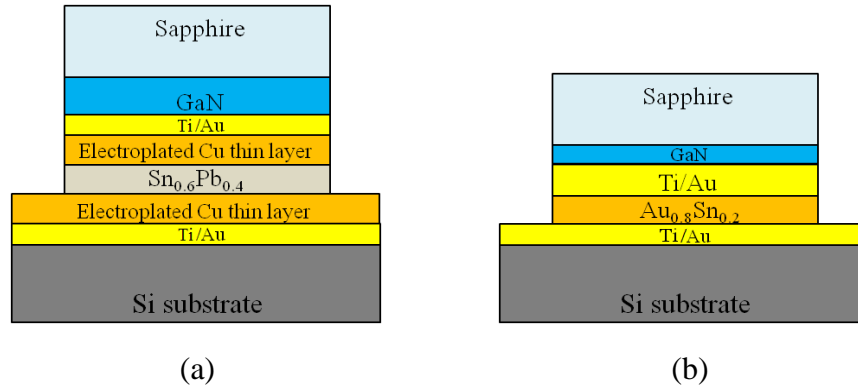 Sapphire
GaN
Ti/Au
Electroplated Cu thin layer
Sn₀.₆Pb₀.₄
Electroplated Cu thin layer
Ti/Au
Si substrate
(a)
Sapphire
GaN
Ti/Au
Au₀.₈Sn₀.₂
Ti/Au
Si substrate
(b)